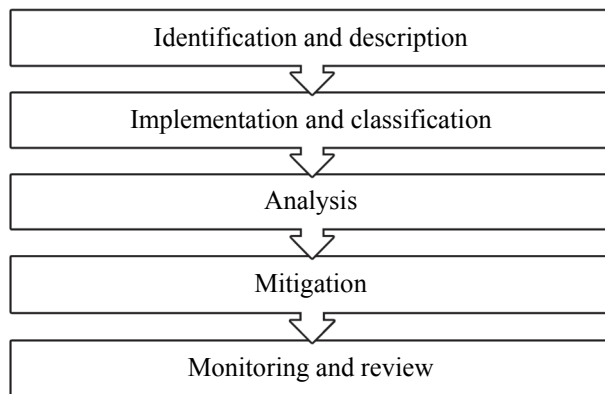 Identification and description
Implementation and classification
Analysis
Mitigation
Monitoring and review